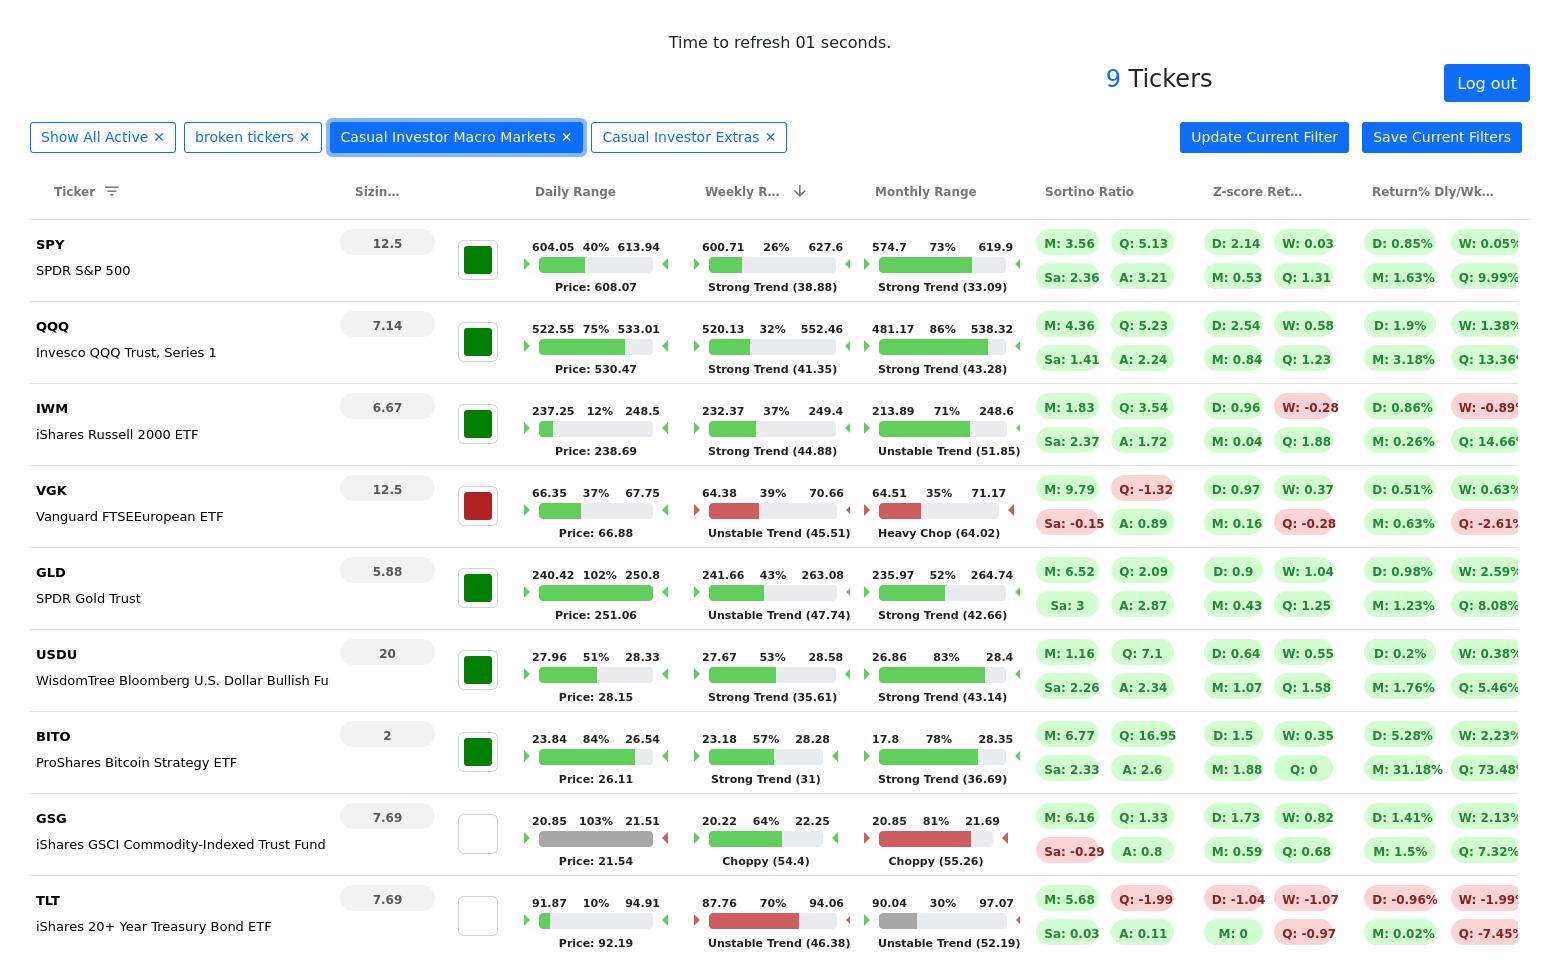 Time to refresh 01 seconds.
9 Tickers
Log out
Show All Active ✕ broken tickers ✕ Casual Investor Macro Markets ✕ Casual Investor Extras ✕ Update Current Filter Save Current Filters
Ticker Sizin... Daily Range Weekly R... Monthly Range Sortino Ratio Z-score Ret... Return% Dly/Wk...
SPY 12.5 604.05 40% 613.94 600.71 26% 627.6 574.7 73% 619.9 M: 3.56 Q: 5.13 D: 2.14 W: 0.03 D: 0.85% W: 0.05%
SPDR S&P 500 Sa: 2.36 A: 3.21 M: 0.53 Q: 1.31 M: 1.63% Q: 9.99%
Price: 608.07 Strong Trend (38.88) Strong Trend (33.09)
QQQ 7.14 522.55 75% 533.01 520.13 32% 552.46 481.17 86% 538.32 M: 4.36 Q: 5.23 D: 2.54 W: 0.58 D: 1.9% W: 1.38%
Invesco QQQ Trust, Series 1 Sa: 1.41 A: 2.24 M: 0.84 Q: 1.23 M: 3.18% Q: 13.36%
Price: 530.47 Strong Trend (41.35) Strong Trend (43.28)
IWM 6.67 237.25 12% 248.5 232.37 37% 249.4 213.89 71% 248.6 M: 1.83 Q: 3.54 D: 0.96 W: -0.28 D: 0.86% W: -0.89%
iShares Russell 2000 ETF Sa: 2.37 A: 1.72 M: 0.04 Q: 1.88 M: 0.26% Q: 14.66%
Price: 238.69 Strong Trend (44.88) Unstable Trend (51.85)
VGK 12.5 66.35 37% 67.75 64.38 39% 70.66 64.51 35% 71.17 M: 9.79 Q: -1.32 D: 0.97 W: 0.37 D: 0.51% W: 0.63%
Vanguard FTSEEuropean ETF Sa: -0.15 A: 0.89 M: 0.16 Q: -0.28 M: 0.63% Q: -2.61%
Price: 66.88 Unstable Trend (45.51) Heavy Chop (64.02)
GLD 5.88 240.42 102% 250.8 241.66 43% 263.08 235.97 52% 264.74 M: 6.52 Q: 2.09 D: 0.9 W: 1.04 D: 0.98% W: 2.59%
SPDR Gold Trust Sa: 3 A: 2.87 M: 0.43 Q: 1.25 M: 1.23% Q: 8.08%
Price: 251.06 Unstable Trend (47.74) Strong Trend (42.66)
USDU 20 27.96 51% 28.33 27.67 53% 28.58 26.86 83% 28.4 M: 1.16 Q: 7.1 D: 0.64 W: 0.55 D: 0.2% W: 0.38%
WisdomTree Bloomberg U.S. Dollar Bullish Fu Sa: 2.26 A: 2.34 M: 1.07 Q: 1.58 M: 1.76% Q: 5.46%
Price: 28.15 Strong Trend (35.61) Strong Trend (43.14)
BITO 2 23.84 84% 26.54 23.18 57% 28.28 17.8 78% 28.35 M: 6.77 Q: 16.95 D: 1.5 W: 0.35 D: 5.28% W: 2.23%
ProShares Bitcoin Strategy ETF Sa: 2.33 A: 2.6 M: 1.88 Q: 0 M: 31.18% Q: 73.48%
Price: 26.11 Strong Trend (31) Strong Trend (36.69)
GSG 7.69 20.85 103% 21.51 20.22 64% 22.25 20.85 81% 21.69 M: 6.16 Q: 1.33 D: 1.73 W: 0.82 D: 1.41% W: 2.13%
iShares GSCI Commodity-Indexed Trust Fund Sa: -0.29 A: 0.8 M: 0.59 Q: 0.68 M: 1.5% Q: 7.32%
Price: 21.54 Choppy (54.4) Choppy (55.26)
TLT 7.69 91.87 10% 94.91 87.76 70% 94.06 90.04 30% 97.07 M: 5.68 Q: -1.99 D: -1.04 W: -1.07 D: -0.96% W: -1.99%
iShares 20+ Year Treasury Bond ETF Sa: 0.03 A: 0.11 M: 0 Q: -0.97 M: 0.02% Q: -7.45%
Price: 92.19 Unstable Trend (46.38) Unstable Trend (52.19)